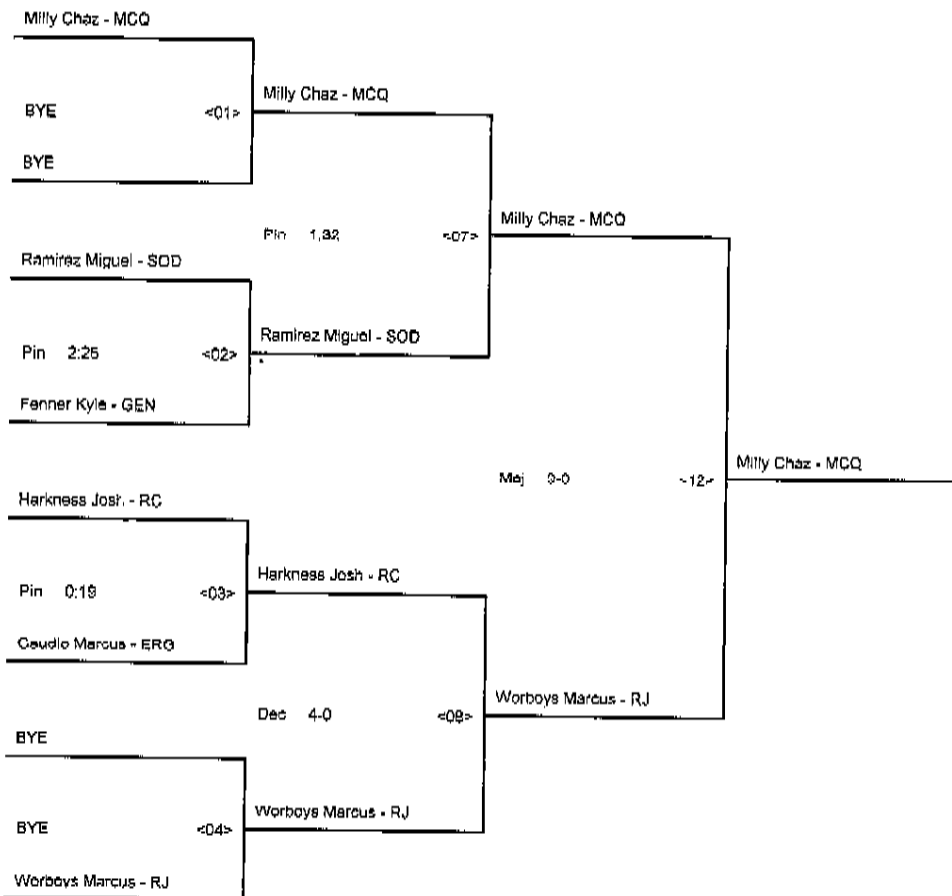 Milly Chaz - MCQ
Milly Chaz - MCQ
BYE <01>
BYE
Milly Chaz - MCQ
Pin 1:32 <07>
Ramirez Miguel - SOD
Ramirez Miguel - SOD
Pin 2:25 <02>
Fenner Kyle - GEN
Milly Chaz - MCQ
Maj 9-0 <12>
Harkness Josh - RC
Harkness Josh - RC
Pin 0:19 <03>
Caudio Marcus - ERG
Worboys Marcus - RJ
Dec 4-0 <08>
BYE
Worboys Marcus - RJ
BYE <04>
Worboys Marcus - RJ